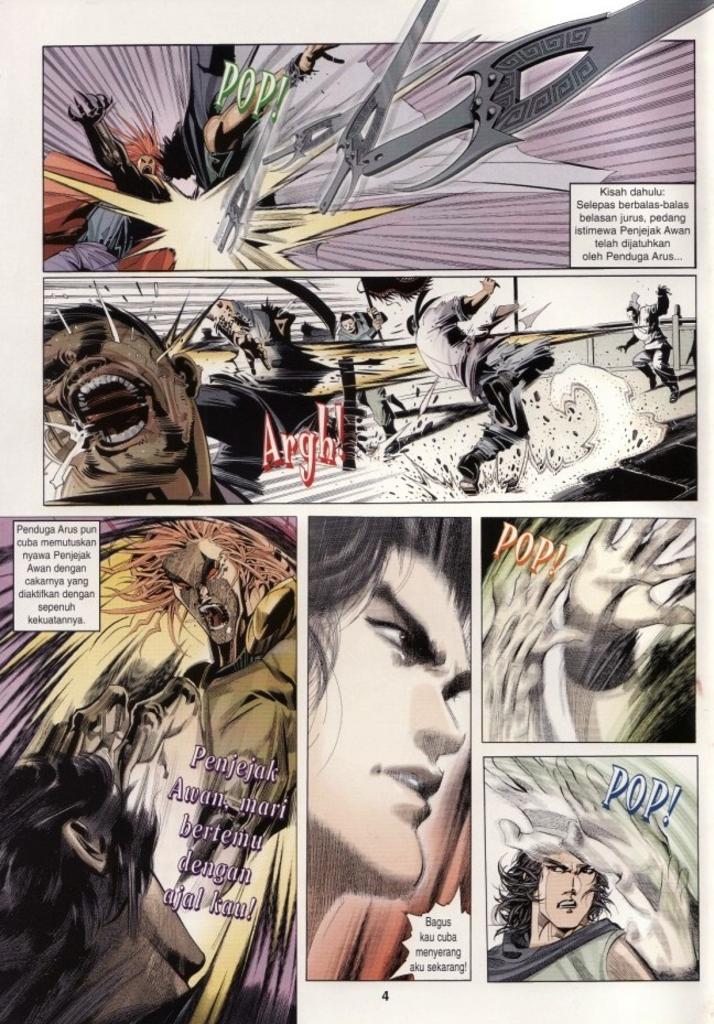 POP!
Kisah dahulu:
Selepas berbalas-balas
belasan jurus, pedang
istimewa Penjejak Awan
telah dijatuhkan
oleh Penduga Arus...
Argh!
Penduga Arus pun
cuba memutuskan
nyawa Penjejak
Awan dengan
cakarnya yang
diaktifkan dengan
sepenuh
kekuatannya.
Penjejak
Awan, mari
bertemu
dengan
ajal kau!
Bagus
kau cuba
menyerang
aku sekarang!
POP!
POP!
4